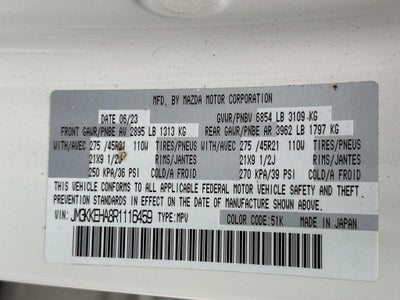 MFD. BY MAZDA MOTOR CORPORATION
DATE 06/23 GVWR/PNBV 6854 LB 3109 KG
FRONT GAWR/PNBE AV 2895 LB 1313 KG REAR GAWR/PNBE AR 3962 LB 1797 KG
WITH/AVEC 275 /45R21 110W TIRES/PNEUS WITH/AVEC 275 /45R21 110W TIRES/PNEUS
21X9 1/2J RIMS/JANTES 21X9 1/2J RIMS/JANTES
250 KPA/36 PSI COLD/A FROID 270 KPA/39 PSI COLD/A FROID
THIS VEHICLE CONFORMS TO ALL APPLICABLE FEDERAL MOTOR VEHICLE SAFETY AND THEFT
PREVENTION STANDARDS IN EFFECT ON THE DATE OF MANUFACTURE SHOWN ABOVE.
VIN: JM3KKEHA8R1116459 TYPE: MPV COLOR CODE: 51K MADE IN JAPAN